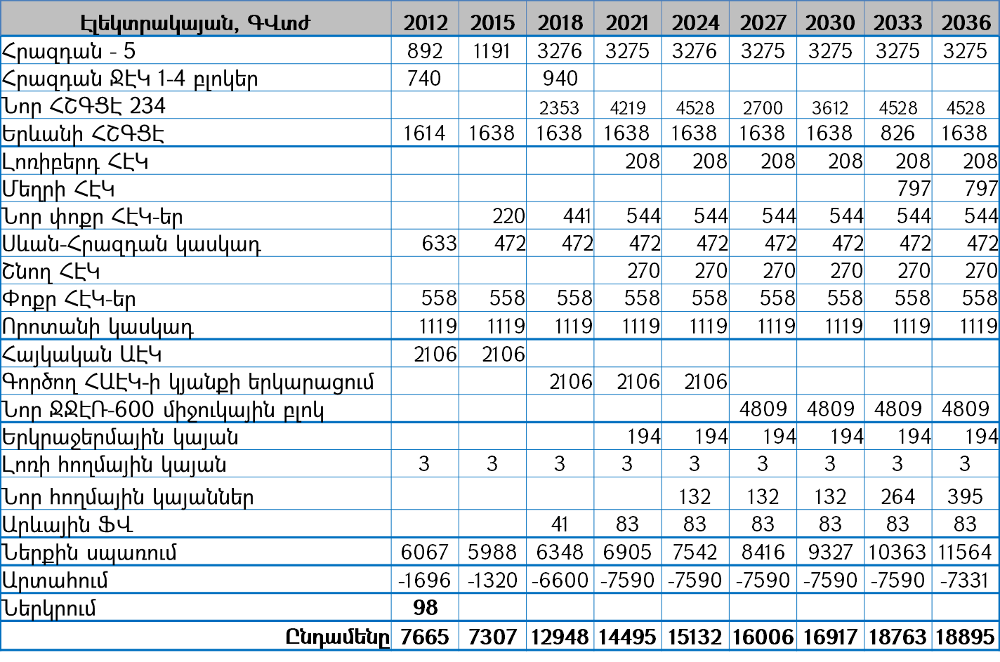 Էլեկտրակայան, ԳՎտժ 2012 2015 2018 2021 2024 2027 2030 2033 2036
Հրազդան - 5 892 1191 3276 3275 3276 3275 3275 3275 3275
Հրազդան ՋԷԿ 1-4 բլոկեր 740 940
Նոր ՀՇԳՑԷ 234 2353 4219 4528 2700 3612 4528 4528
Երևանի ՀՇԳՑԷ 1614 1638 1638 1638 1638 1638 1638 826 1638
Լոռիբերդ ՀԷԿ 208 208 208 208 208 208
Մեղրի ՀԷԿ 797 797
Նոր փոքր ՀԷԿ-եր 220 441 544 544 544 544 544 544
Սևան-Հրազդան կասկադ 633 472 472 472 472 472 472 472 472
Շնող ՀԷԿ 270 270 270 270 270 270
Փոքր ՀԷԿ-եր 558 558 558 558 558 558 558 558 558
Որոտանի կասկադ 1119 1119 1119 1119 1119 1119 1119 1119 1119
Հայկական ԱԷԿ 2106 2106
Գործող ՀԱԷԿ-ի կյանքի երկարացում 2106 2106 2106
Նոր ՋՋԷՌ-600 միջուկային բլոկ 4809 4809 4809 4809
Երկրաջերմային կայան 194 194 194 194 194 194
Լոռի հողմային կայան 3 3 3 3 3 3 3 3 3
Նոր հողմային կայաններ 132 132 132 264 395
Արևային ՖՎ 41 83 83 83 83 83 83
Ներքին սպառում 6067 5988 6348 6905 7542 8416 9327 10363 11564
Արտահում -1696 -1320 -6600 -7590 -7590 -7590 -7590 -7590 -7331
Ներկրում 98
Ընդամենը 7665 7307 12948 14495 15132 16006 16917 18763 18895